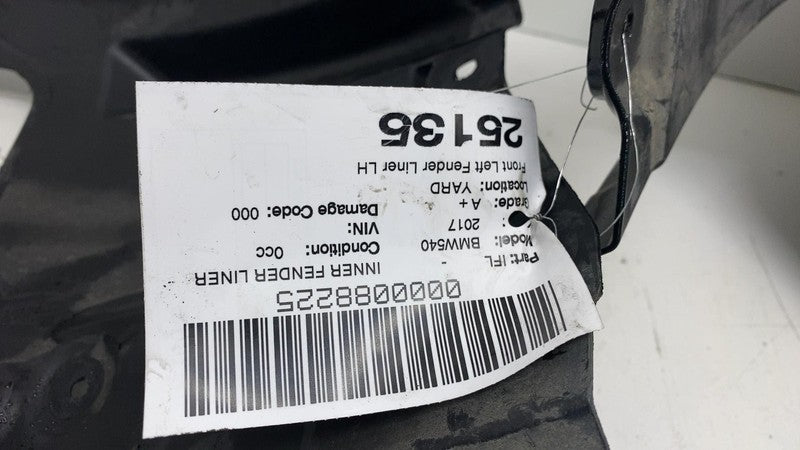 0000088225
Part: IFL - INNER FENDER LINER
Model: BMW540 Condition: 0cc
2017 VIN:
Grade: A+ Damage Code: 000
Location: YARD
Front Left Fender Liner LH
25135